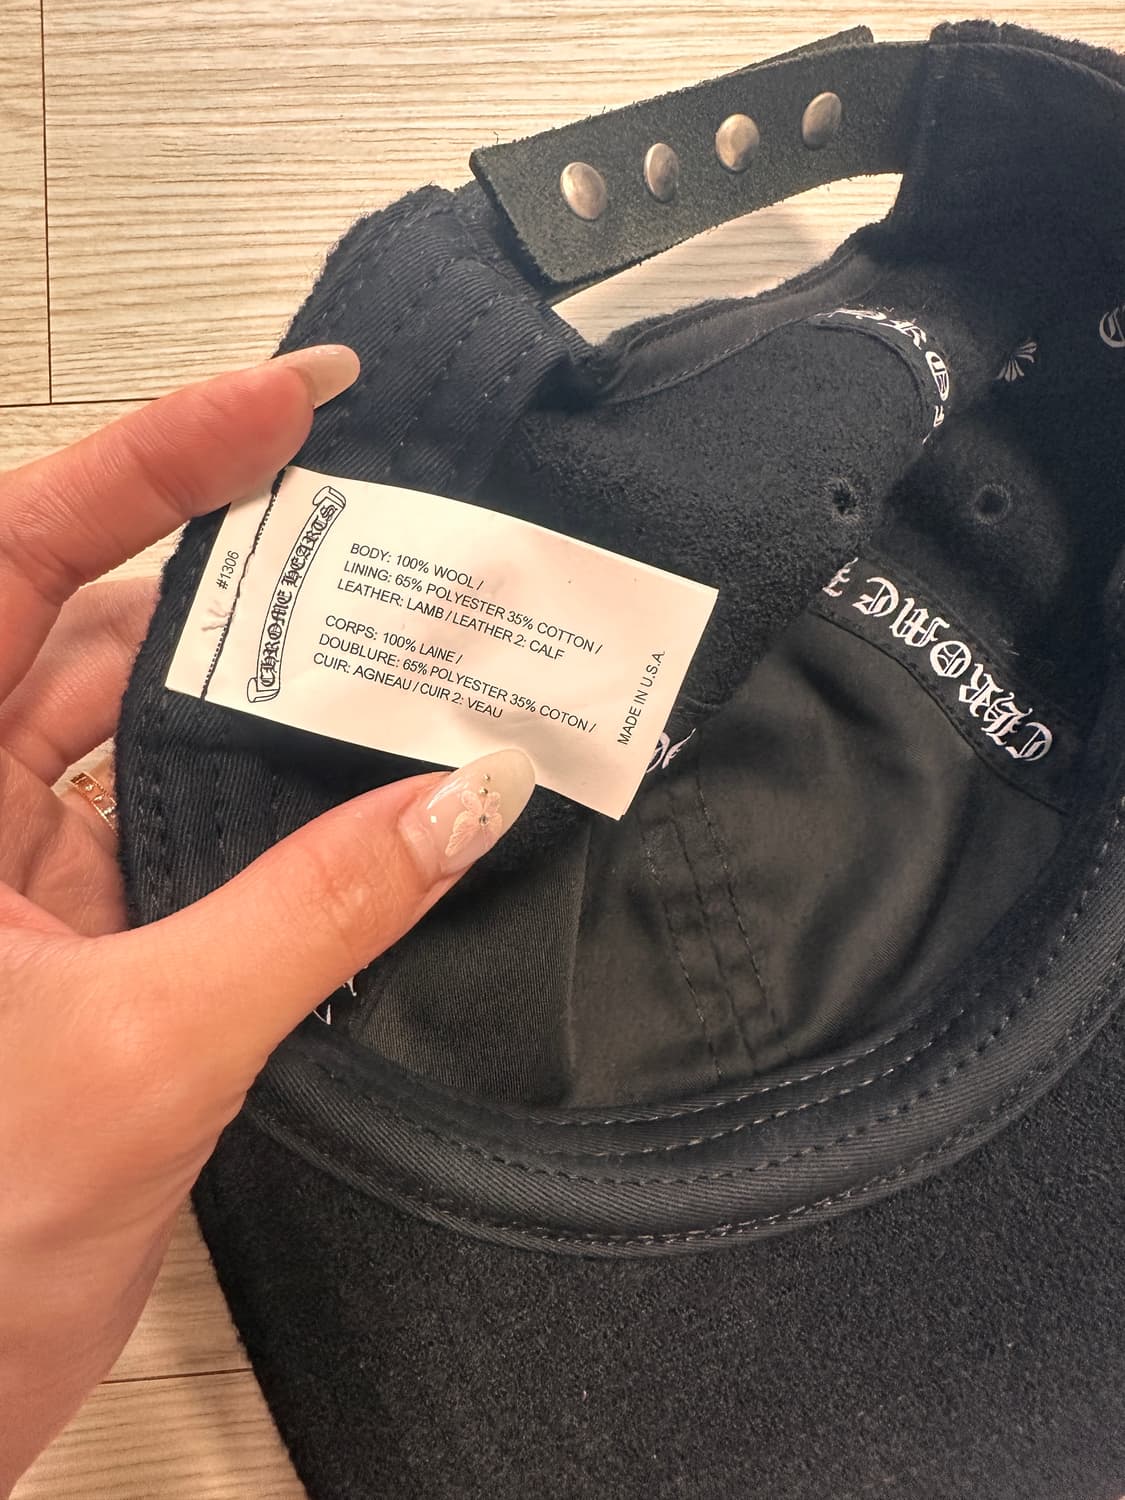 #1306
CHROME HEARTS
BODY: 100% WOOL /
LINING: 65% POLYESTER 35% COTTON /
LEATHER: LAMB / LEATHER 2: CALF
CORPS: 100% LAINE /
DOUBLURE: 65% POLYESTER 35% COTON /
CUIR: AGNEAU / CUIR 2: VEAU
MADE IN U.S.A.
CHROME